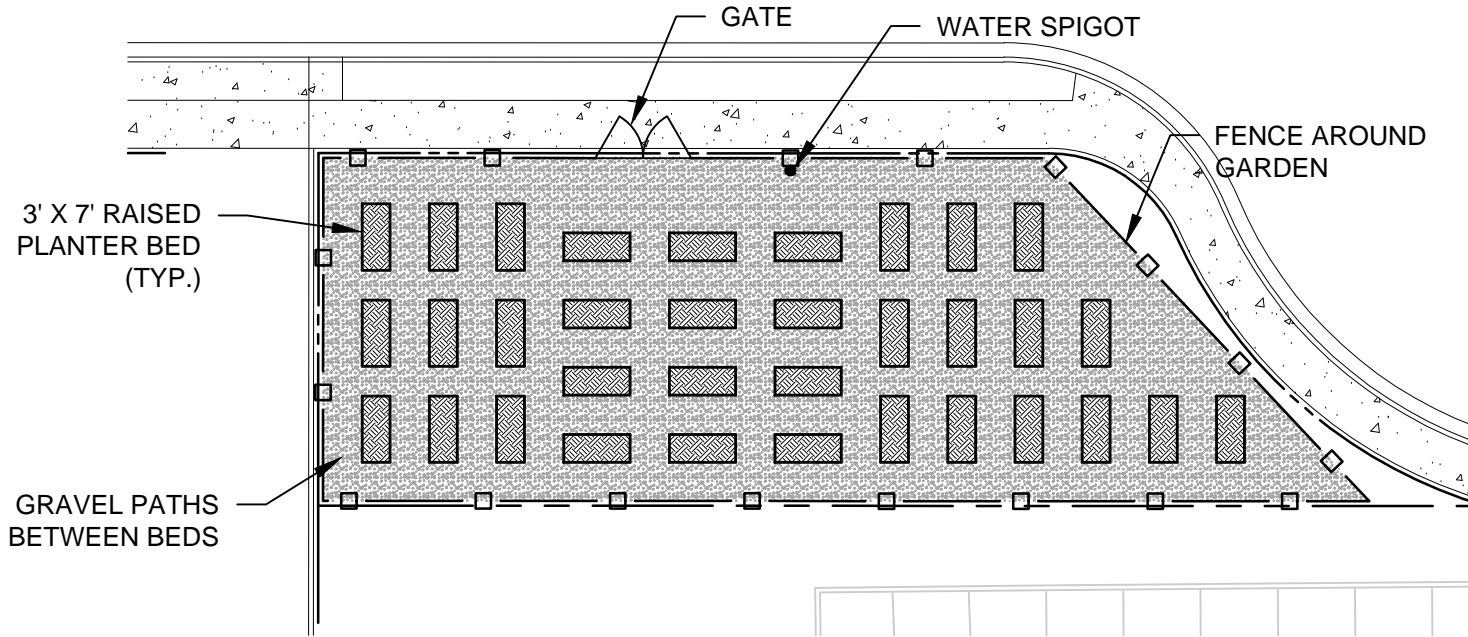 GATE
WATER SPIGOT
FENCE AROUND
GARDEN
3' X 7' RAISED
PLANTER BED
(TYP.)
GRAVEL PATHS
BETWEEN BEDS